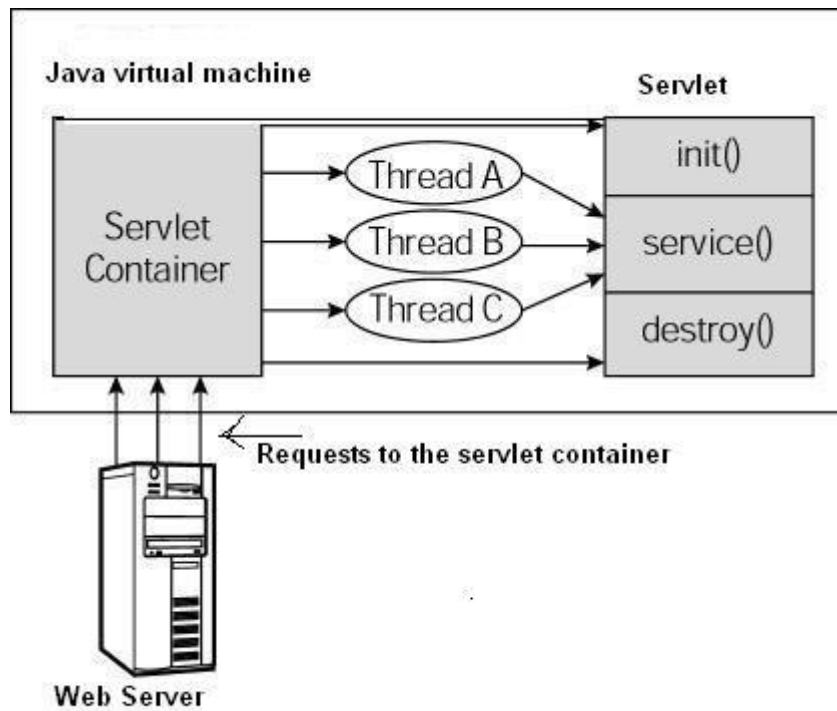 Java virtual machine
Servlet
Servlet
Container
Thread A
Thread B
Thread C
init()
service()
destroy()
Requests to the servlet container
Web Server